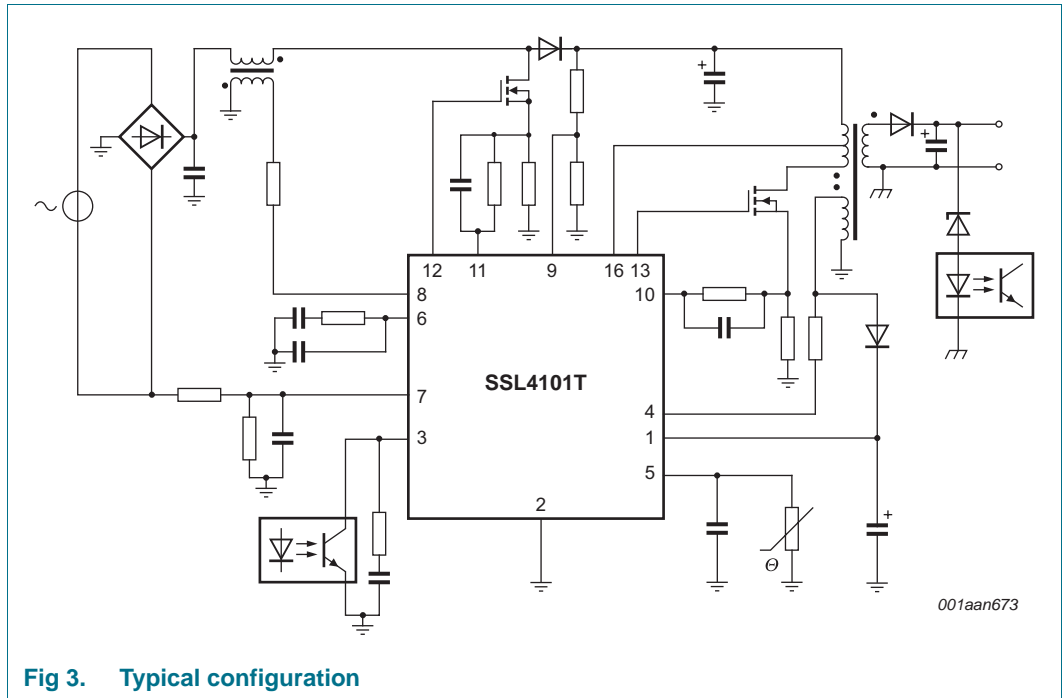 +
+
12 11 9 16 13
8 10
6
SSL4101T
7
4
3 1
5
2
+
Θ
001aan673
Fig 3. Typical configuration